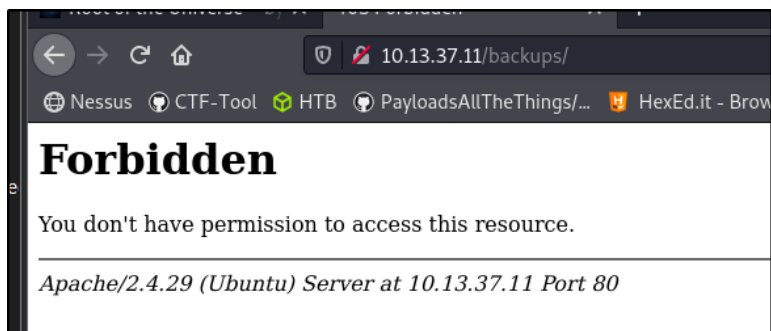 10.13.37.11/backups/
Nessus CTF-Tool HTB PayloadsAllTheThings/... HexEd.it - Brow
Forbidden
e
You don't have permission to access this resource.
Apache/2.4.29 (Ubuntu) Server at 10.13.37.11 Port 80